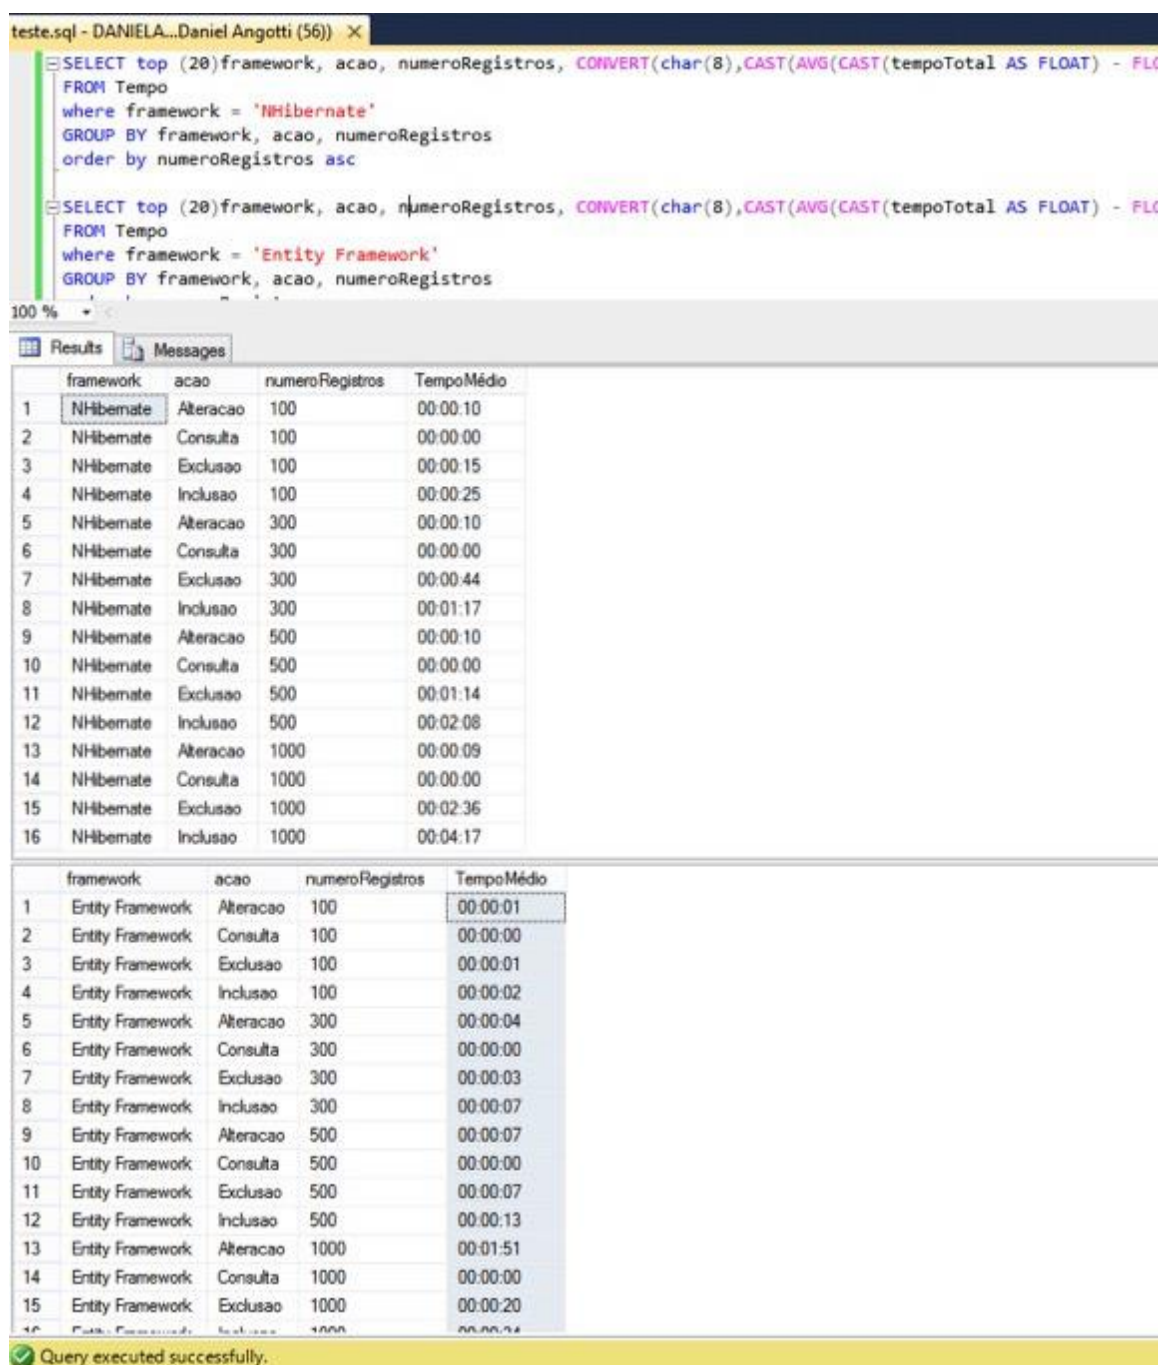 teste.sql - DANIELA...Daniel Angotti (56)) ×
SELECT top (20)framework, acao, numeroRegistros, CONVERT(char(8),CAST(AVG(CAST(tempoTotal AS FLOAT) - FLO
FROM Tempo
where framework = 'NHibernate'
GROUP BY framework, acao, numeroRegistros
order by numeroRegistros asc
SELECT top (20)framework, acao, numeroRegistros, CONVERT(char(8),CAST(AVG(CAST(tempoTotal AS FLOAT) - FLO
FROM Tempo
where framework = 'Entity Framework'
GROUP BY framework, acao, numeroRegistros
100 %
Results Messages
framework acao numeroRegistros TempoMédio
1 NHibernate Alteracao 100 00:00:10
2 NHibernate Consulta 100 00:00:00
3 NHibernate Exclusao 100 00:00:15
4 NHibernate Inclusao 100 00:00:25
5 NHibernate Alteracao 300 00:00:10
6 NHibernate Consulta 300 00:00:00
7 NHibernate Exclusao 300 00:00:44
8 NHibernate Inclusao 300 00:01:17
9 NHibernate Alteracao 500 00:00:10
10 NHibernate Consulta 500 00:00:00
11 NHibernate Exclusao 500 00:01:14
12 NHibernate Inclusao 500 00:02:08
13 NHibernate Alteracao 1000 00:00:09
14 NHibernate Consulta 1000 00:00:00
15 NHibernate Exclusao 1000 00:02:36
16 NHibernate Inclusao 1000 00:04:17
framework acao numeroRegistros TempoMédio
1 Entity Framework Alteracao 100 00:00:01
2 Entity Framework Consulta 100 00:00:00
3 Entity Framework Exclusao 100 00:00:01
4 Entity Framework Inclusao 100 00:00:02
5 Entity Framework Alteracao 300 00:00:04
6 Entity Framework Consulta 300 00:00:00
7 Entity Framework Exclusao 300 00:00:03
8 Entity Framework Inclusao 300 00:00:07
9 Entity Framework Alteracao 500 00:00:07
10 Entity Framework Consulta 500 00:00:00
11 Entity Framework Exclusao 500 00:00:07
12 Entity Framework Inclusao 500 00:00:13
13 Entity Framework Alteracao 1000 00:01:51
14 Entity Framework Consulta 1000 00:00:00
15 Entity Framework Exclusao 1000 00:00:20
Query executed successfully.